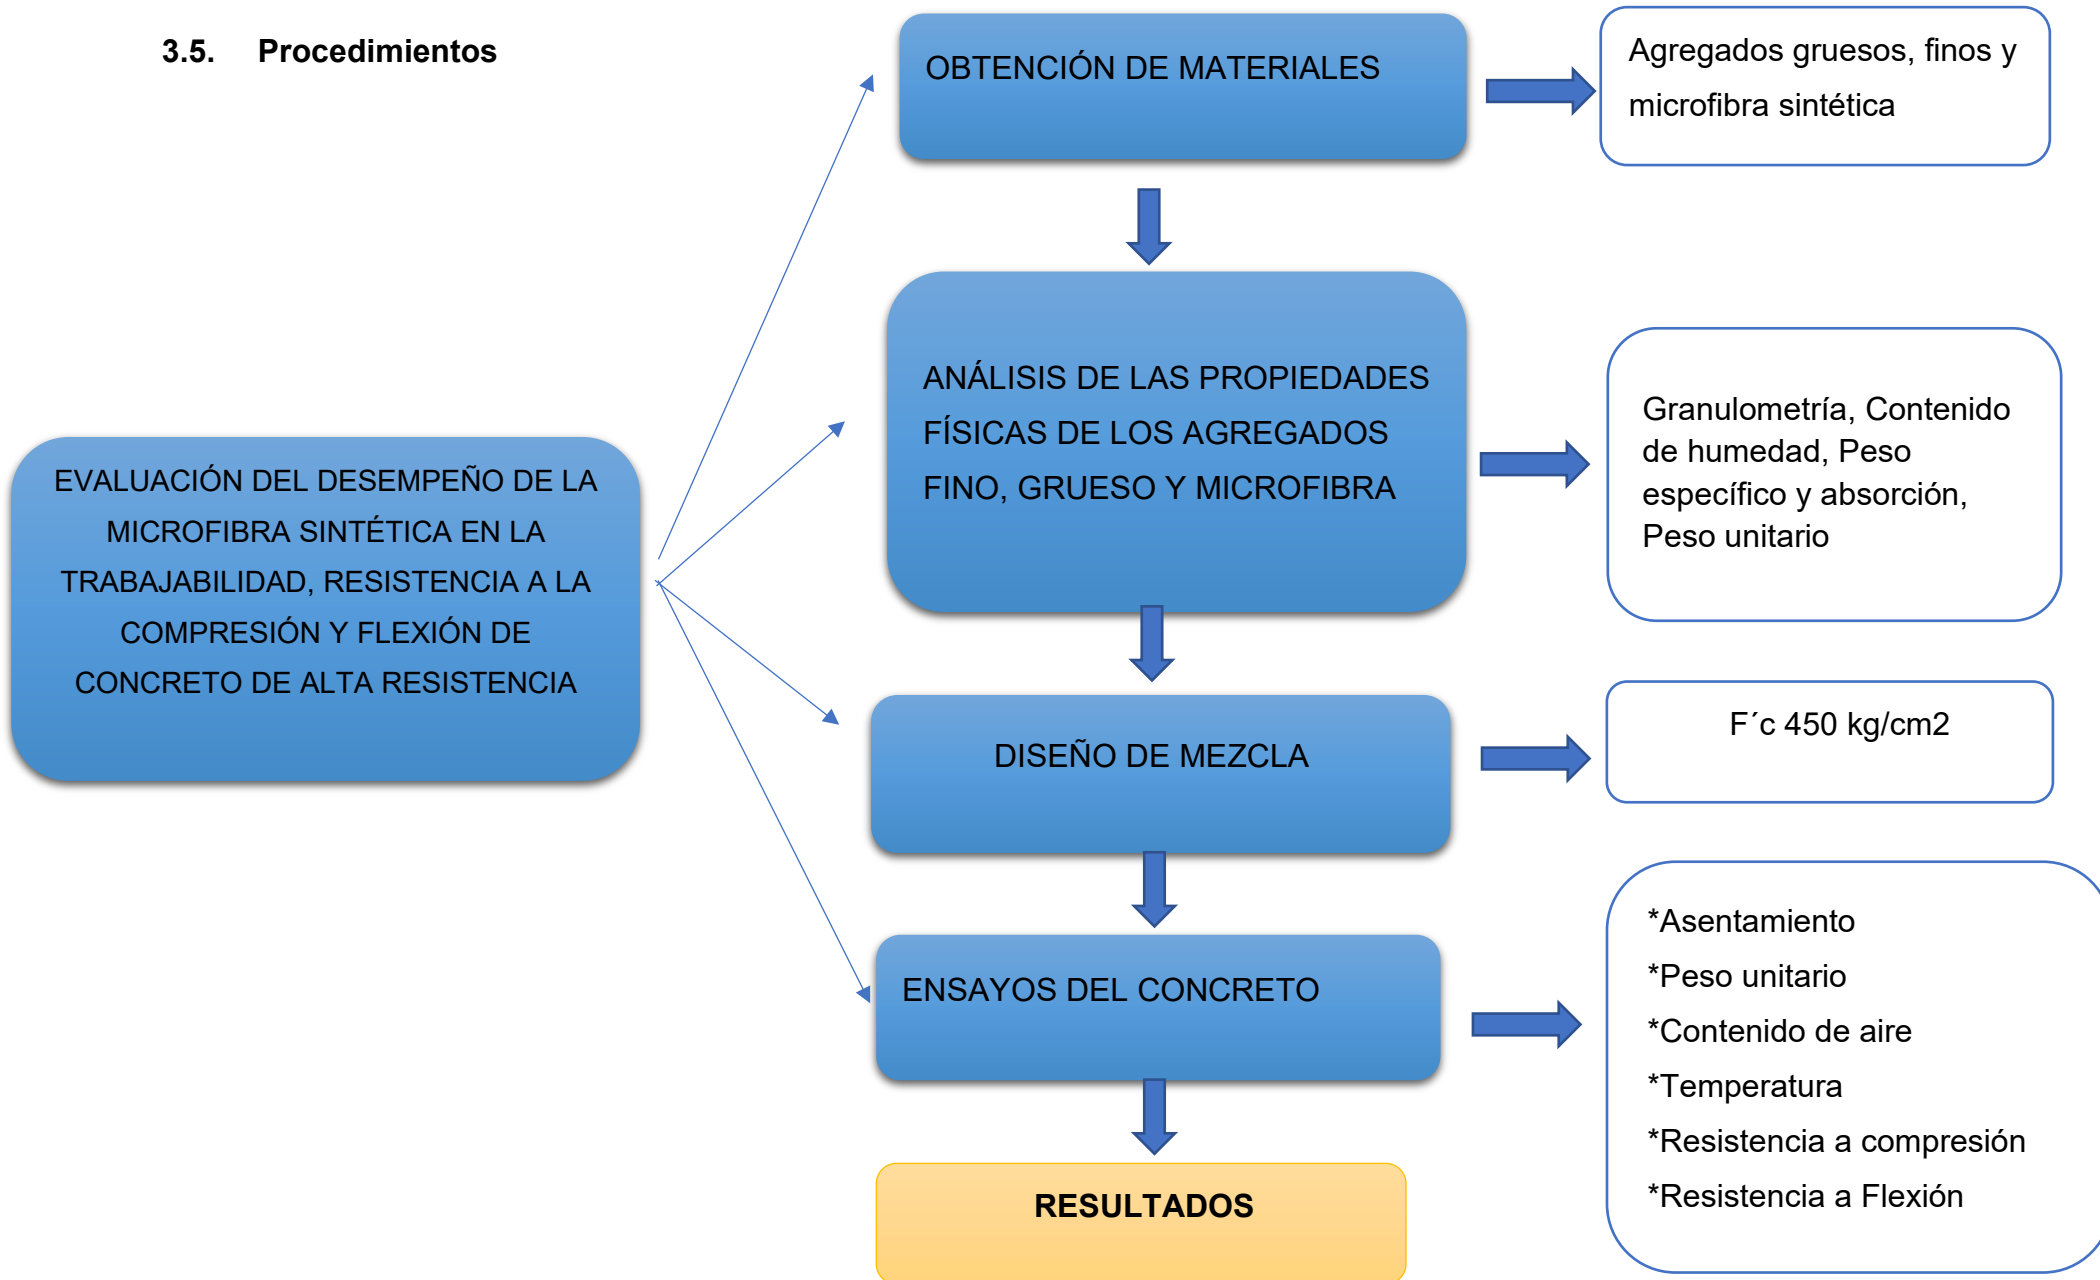 3.5. Procedimientos
OBTENCIÓN DE MATERIALES
Agregados gruesos, finos y
microfibra sintética
ANÁLISIS DE LAS PROPIEDADES
FÍSICAS DE LOS AGREGADOS
FINO, GRUESO Y MICROFIBRA
Granulometría, Contenido
de humedad, Peso
específico y absorción,
Peso unitario
EVALUACIÓN DEL DESEMPEÑO DE LA
MICROFIBRA SINTÉTICA EN LA
TRABAJABILIDAD, RESISTENCIA A LA
COMPRESIÓN Y FLEXIÓN DE
CONCRETO DE ALTA RESISTENCIA
DISEÑO DE MEZCLA
F´c 450 kg/cm2
ENSAYOS DEL CONCRETO
*Asentamiento
*Peso unitario
*Contenido de aire
*Temperatura
*Resistencia a compresión
*Resistencia a Flexión
RESULTADOS